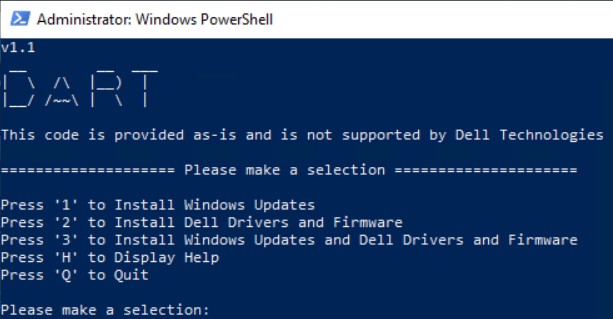 Administrator: Windows PowerShell
v1.1
DART
This code is provided as-is and is not supported by Dell Technologies
==================== Please make a selection =====================
Press '1' to Install Windows Updates
Press '2' to Install Dell Drivers and Firmware
Press '3' to Install Windows Updates and Dell Drivers and Firmware
Press 'H' to Display Help
Press 'Q' to Quit
Please make a selection: